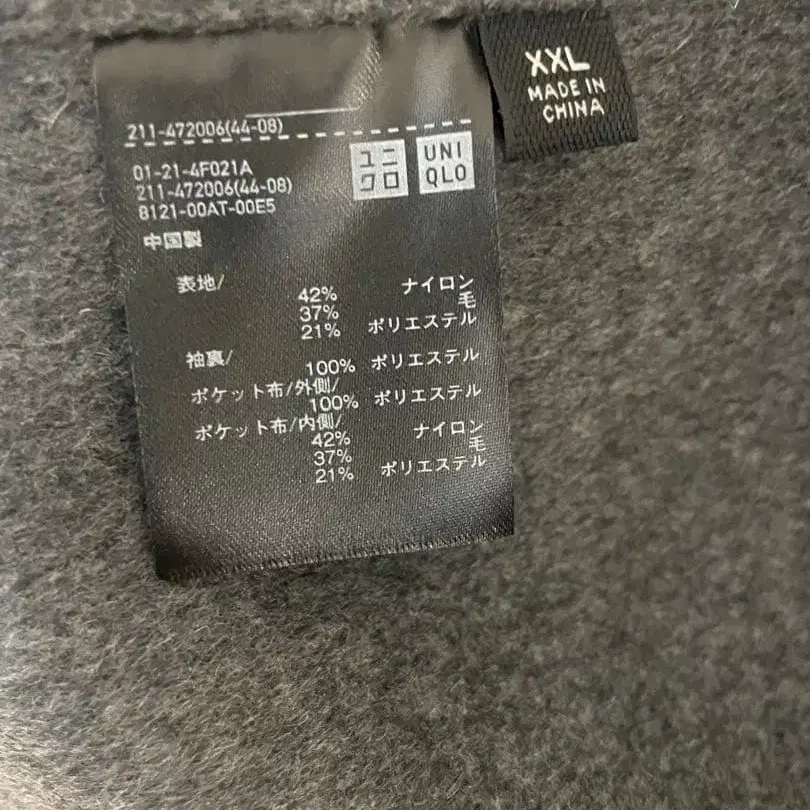 XXL
MADE IN
CHINA
211-472006(44-08)
01-21-4F021A
211-472006(44-08)
8121-00AT-00E5
ユニ
クロ
UNI
QLO
中国製
表地/
42% ナイロン
37% 毛
21% ポリエステル
袖裏/
100% ポリエステル
ポケット布/外側/
100% ポリエステル
ポケット布/内側/
42% ナイロン
37% 毛
21% ポリエステル